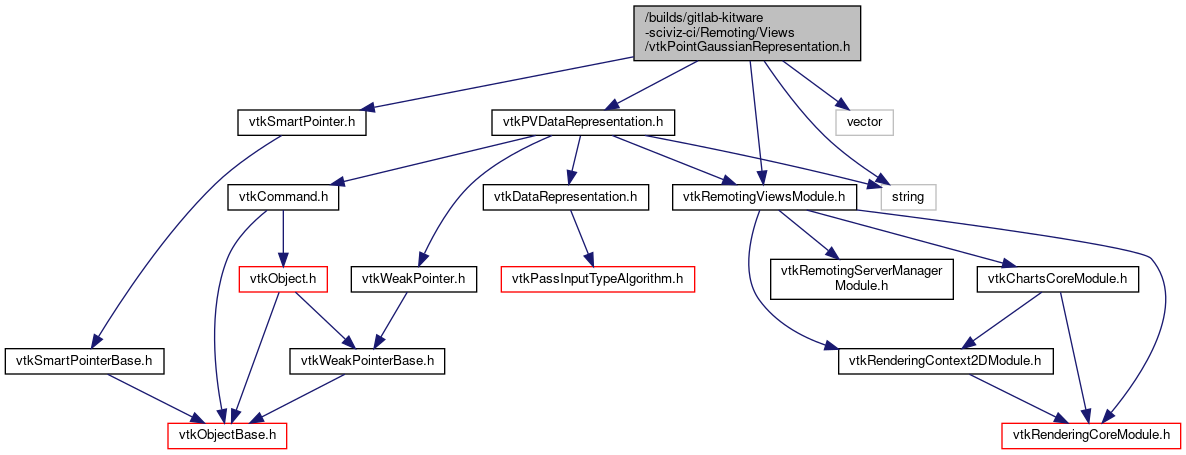 /builds/gitlab-kitware
-sciviz-ci/Remoting/Views
/vtkPointGaussianRepresentation.h
vtkSmartPointer.h
vtkPVDataRepresentation.h
vector
vtkCommand.h
vtkDataRepresentation.h
vtkRemotingViewsModule.h
string
vtkObject.h
vtkWeakPointer.h
vtkPassInputTypeAlgorithm.h
vtkRemotingServerManager
Module.h
vtkChartsCoreModule.h
vtkSmartPointerBase.h
vtkWeakPointerBase.h
vtkRenderingContext2DModule.h
vtkObjectBase.h
vtkRenderingCoreModule.h